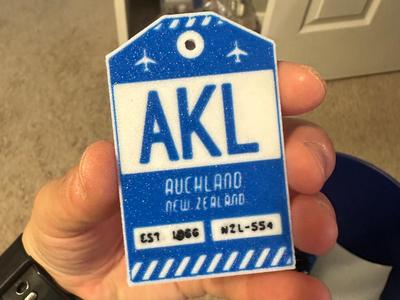 AKL
AUCKLAND
NEW ZEALAND
EST 1966 NZL-554